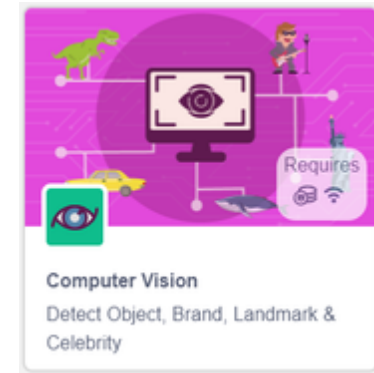 Requires
Computer Vision
Detect Object, Brand, Landmark &
Celebrity